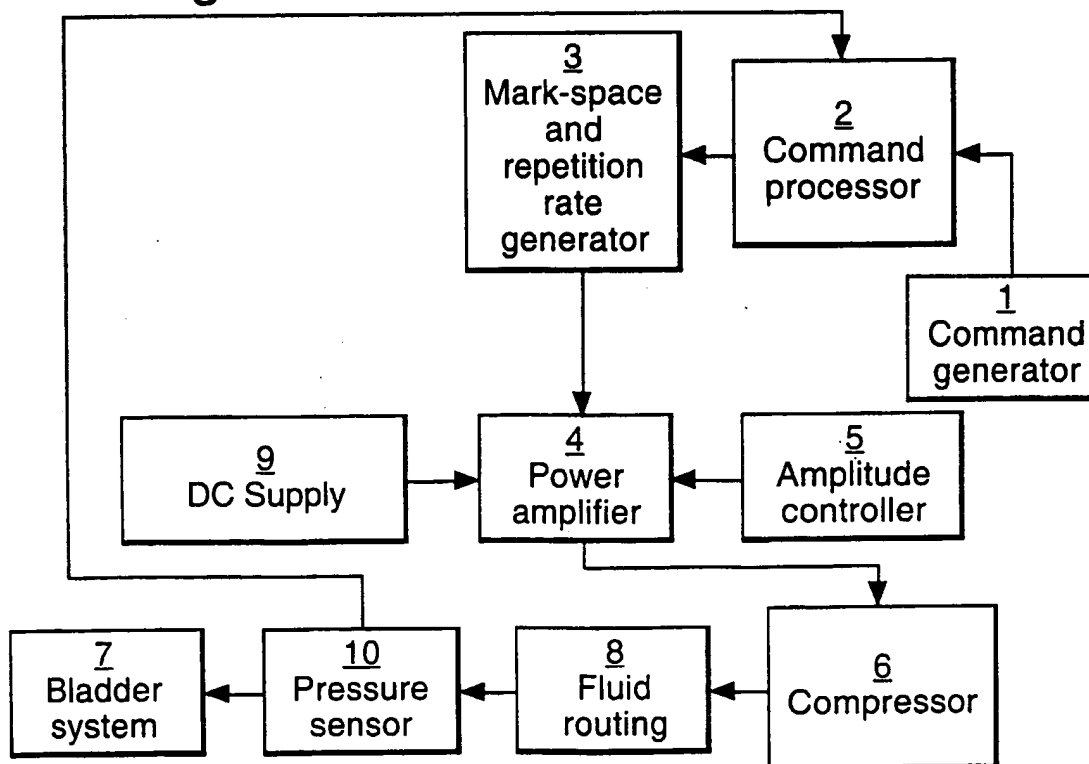 3
Mark-space
and
repetition
rate
generator
2
Command
processor
1
Command
generator
9
DC Supply
4
Power
amplifier
5
Amplitude
controller
7
Bladder
system
10
Pressure
sensor
8
Fluid
routing
6
Compressor